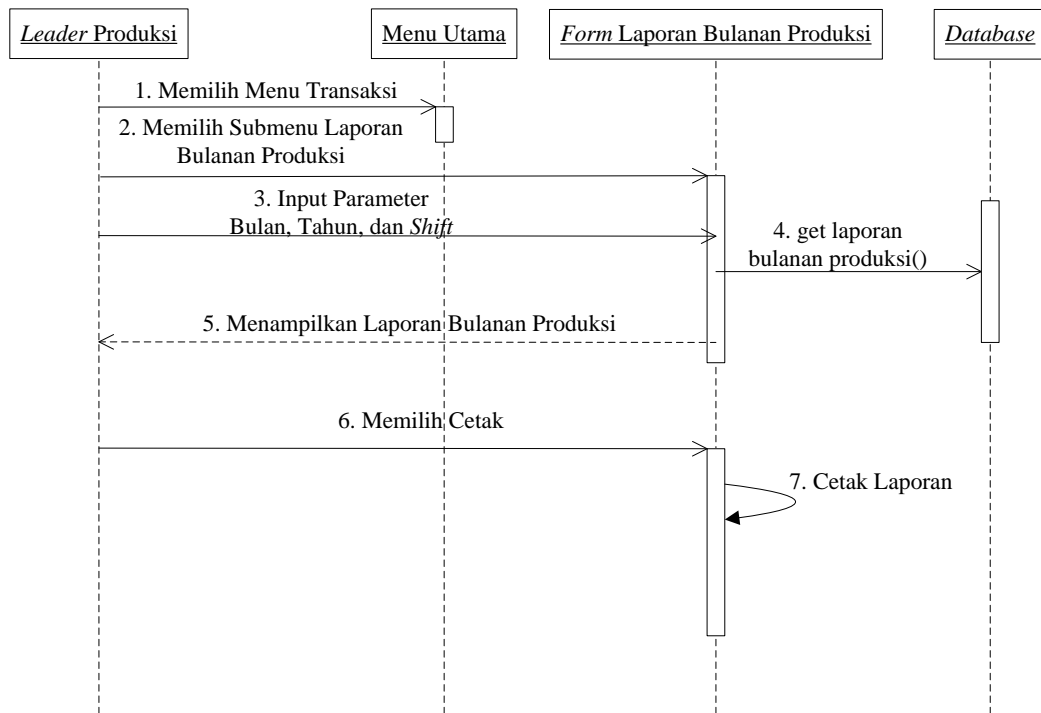 Leader Produksi
Menu Utama
Form Laporan Bulanan Produksi
Database
1. Memilih Menu Transaksi
2. Memilih Submenu Laporan
Bulanan Produksi
3. Input Parameter
Bulan, Tahun, dan Shift
4. get laporan
bulanan produksi()
5. Menampilkan Laporan Bulanan Produksi
6. Memilih Cetak
7. Cetak Laporan